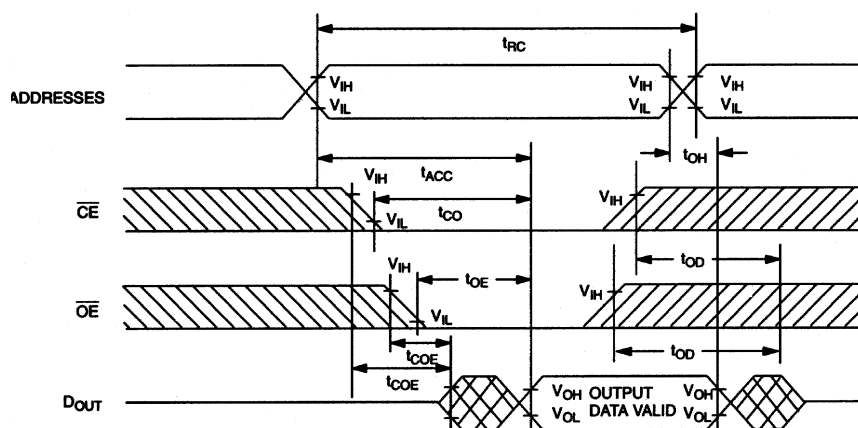 tRC
ADDRESSES
VIH VIH VIH
VIL VIL VIL
tOH
tACC
VIH
VIH
CE
tCO
VIL
tOD
VIH
tOE
VIH
OE
VIL
tOD
tCOE
tCOE
DOUT
VOH OUTPUT VOH
VOL DATA VALID VOL